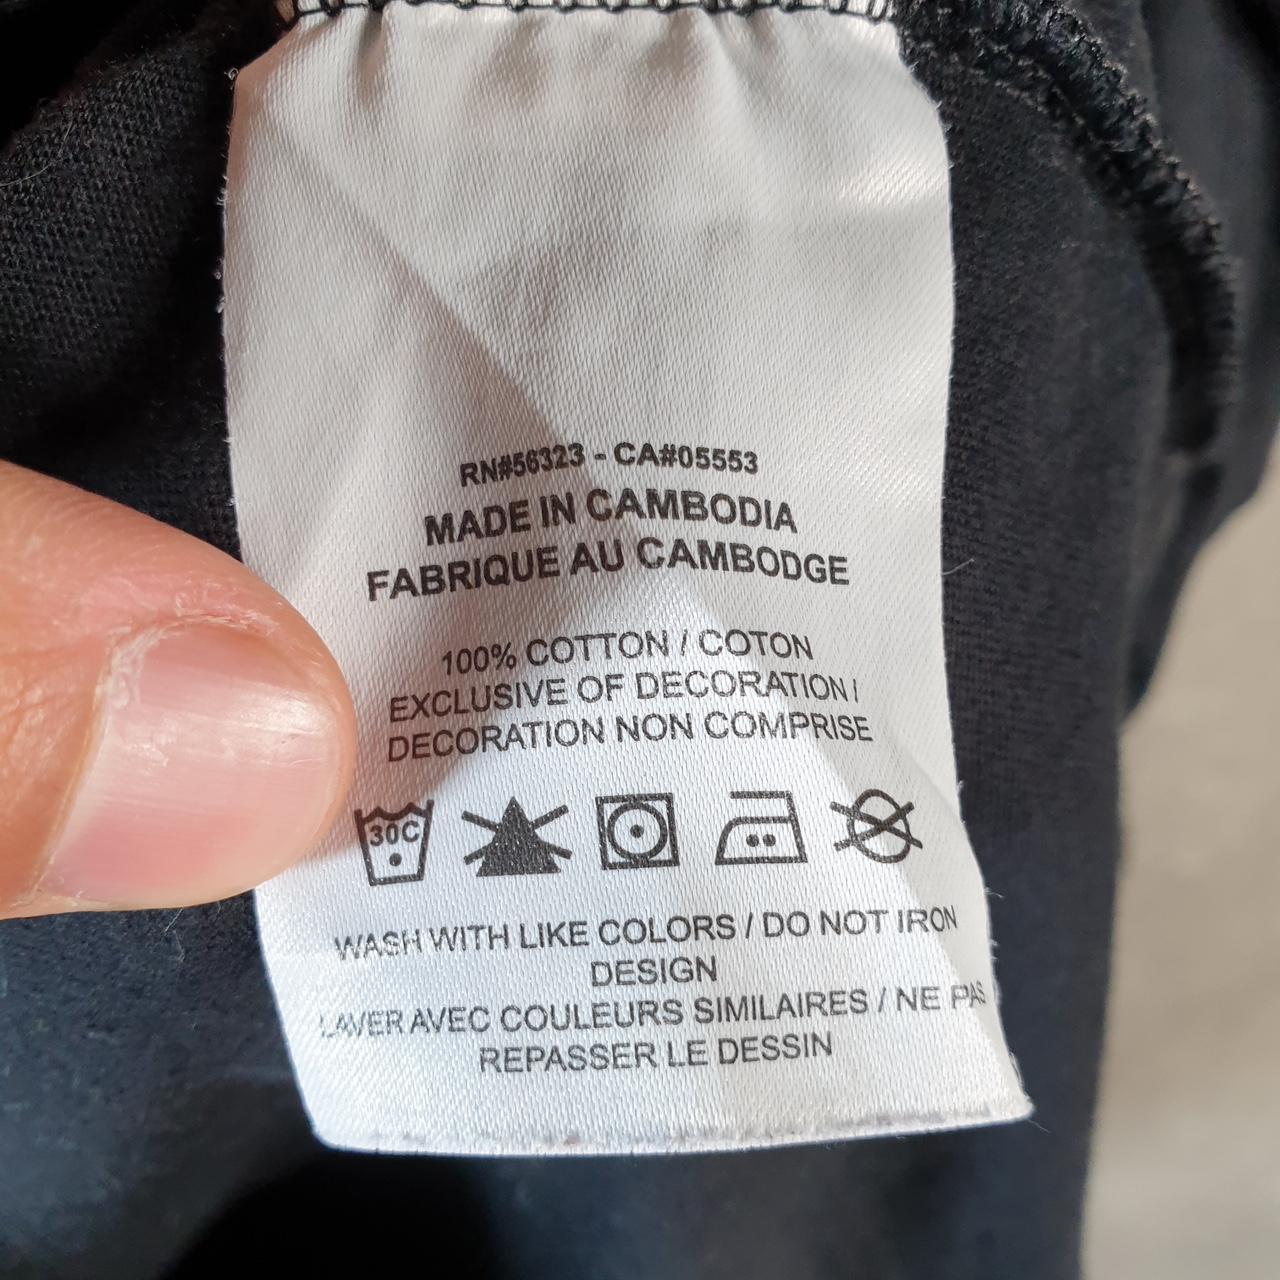 RN#56323 - CA#05553
MADE IN CAMBODIA
FABRIQUE AU CAMBODGE
100% COTTON / COTON
EXCLUSIVE OF DECORATION /
DECORATION NON COMPRISE
30C
WASH WITH LIKE COLORS / DO NOT IRON
DESIGN
LAVER AVEC COULEURS SIMILAIRES / NE PAS
REPASSER LE DESSIN